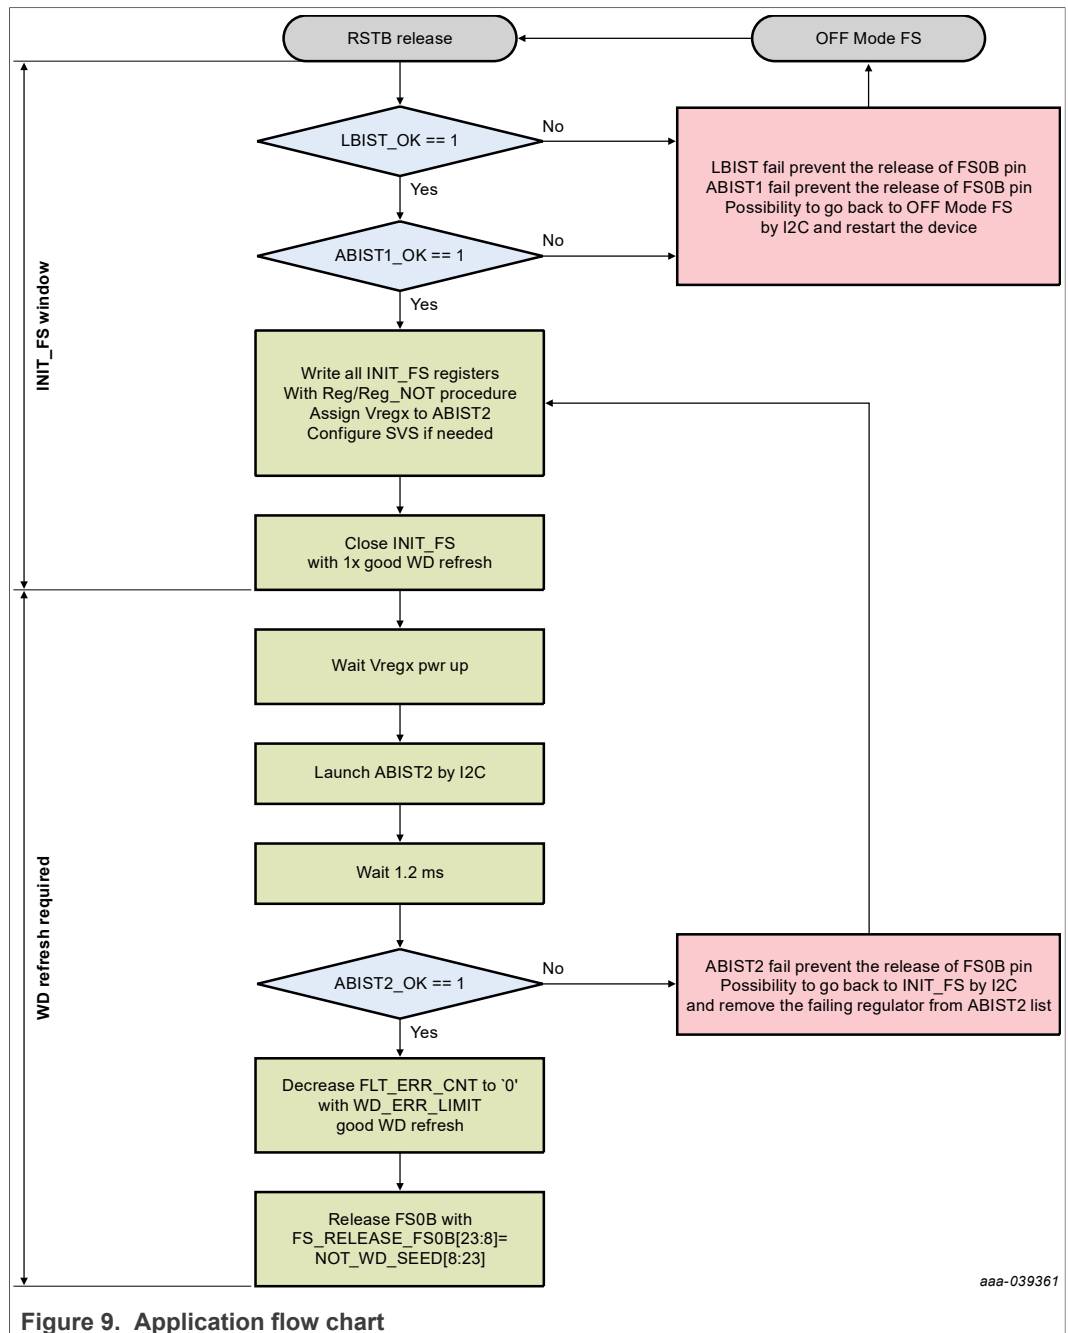 RSTB release
OFF Mode FS
LBIST_OK == 1
No
Yes
LBIST fail prevent the release of FS0B pin
ABIST1 fail prevent the release of FS0B pin
Possibility to go back to OFF Mode FS
by I2C and restart the device
ABIST1_OK == 1
No
Yes
INIT_FS window
Write all INIT_FS registers
With Reg/Reg_NOT procedure
Assign Vregx to ABIST2
Configure SVS if needed
Close INIT_FS
with 1x good WD refresh
Wait Vregx pwr up
Launch ABIST2 by I2C
Wait 1.2 ms
WD refresh required
ABIST2_OK == 1
No
Yes
ABIST2 fail prevent the release of FS0B pin
Possibility to go back to INIT_FS by I2C
and remove the failing regulator from ABIST2 list
Decrease FLT_ERR_CNT to `0'
with WD_ERR_LIMIT
good WD refresh
Release FS0B with
FS_RELEASE_FS0B[23:8]=
NOT_WD_SEED[8:23]
aaa-039361
Figure 9. Application flow chart